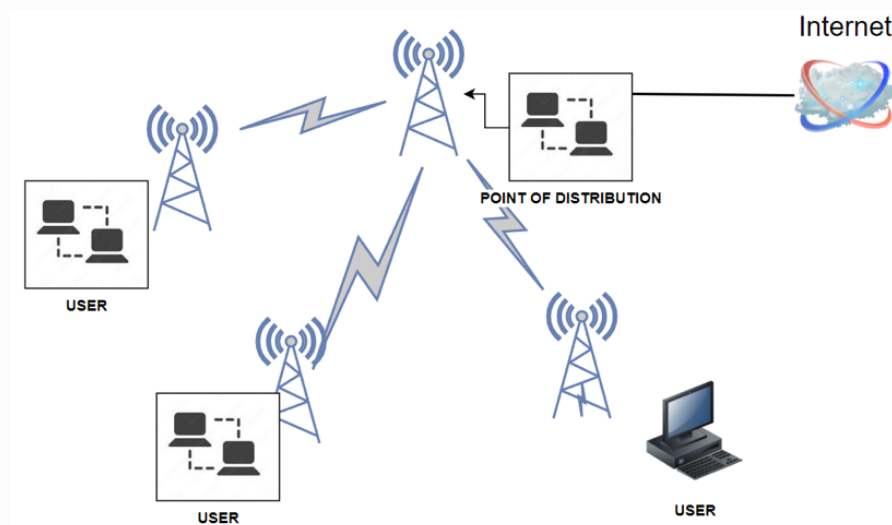 Internet
POINT OF DISTRIBUTION
USER
USER
USER